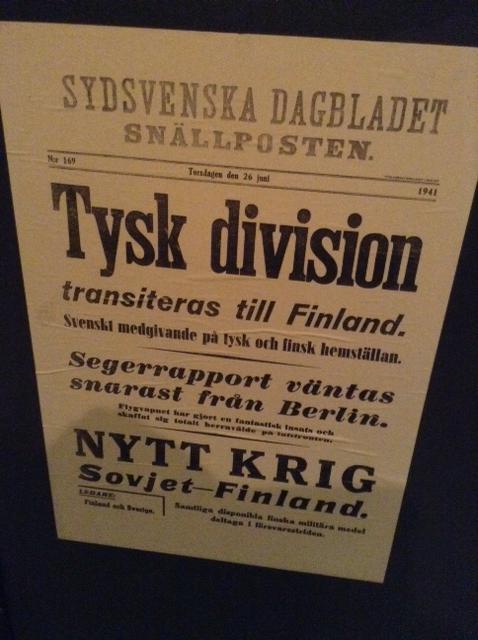 SYDSVENSKA DAGBLADET
SNÄLLPOSTEN.
N:r 169 Torsdagen den 26 juni 1941
Tysk division
transiteras till Finland.
Svenskt medgivande på tysk och finsk hemställan.
Segerrapport väntas
snarast från Berlin.
Flygvapnet har gjort en fantastisk insats och
skaffat sig totalt herravälde på luftfronten.
NYTT KRIG
Sovjet—Finland.
LEDARE:
Finland och Sverige.
Samtliga disponibla finska militära medel
deltaga i försvarsstriden.